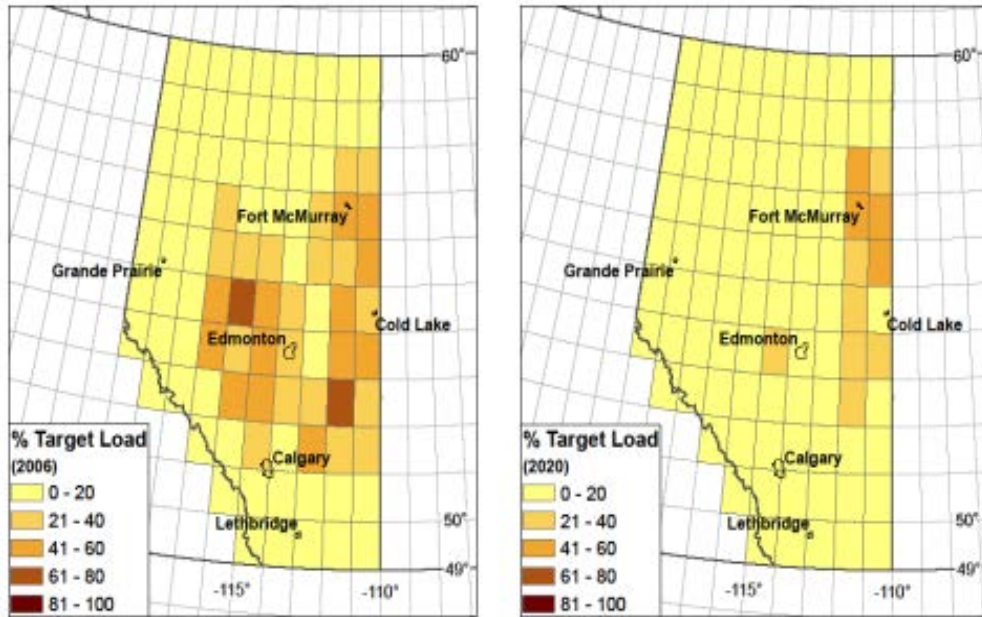 60°
Fort McMurray
Grande Prairie
Cold Lake
Edmonton
% Target Load
(2006)
0 - 20
21 - 40
41 - 60
61 - 80
81 - 100
Calgary
Lethbridge
50°
49°
-115°
-110°
60°
Fort McMurray
Grande Prairie
Cold Lake
Edmonton
% Target Load
(2020)
0 - 20
21 - 40
41 - 60
61 - 80
81 - 100
Calgary
Lethbridge
50°
49°
-115°
-110°